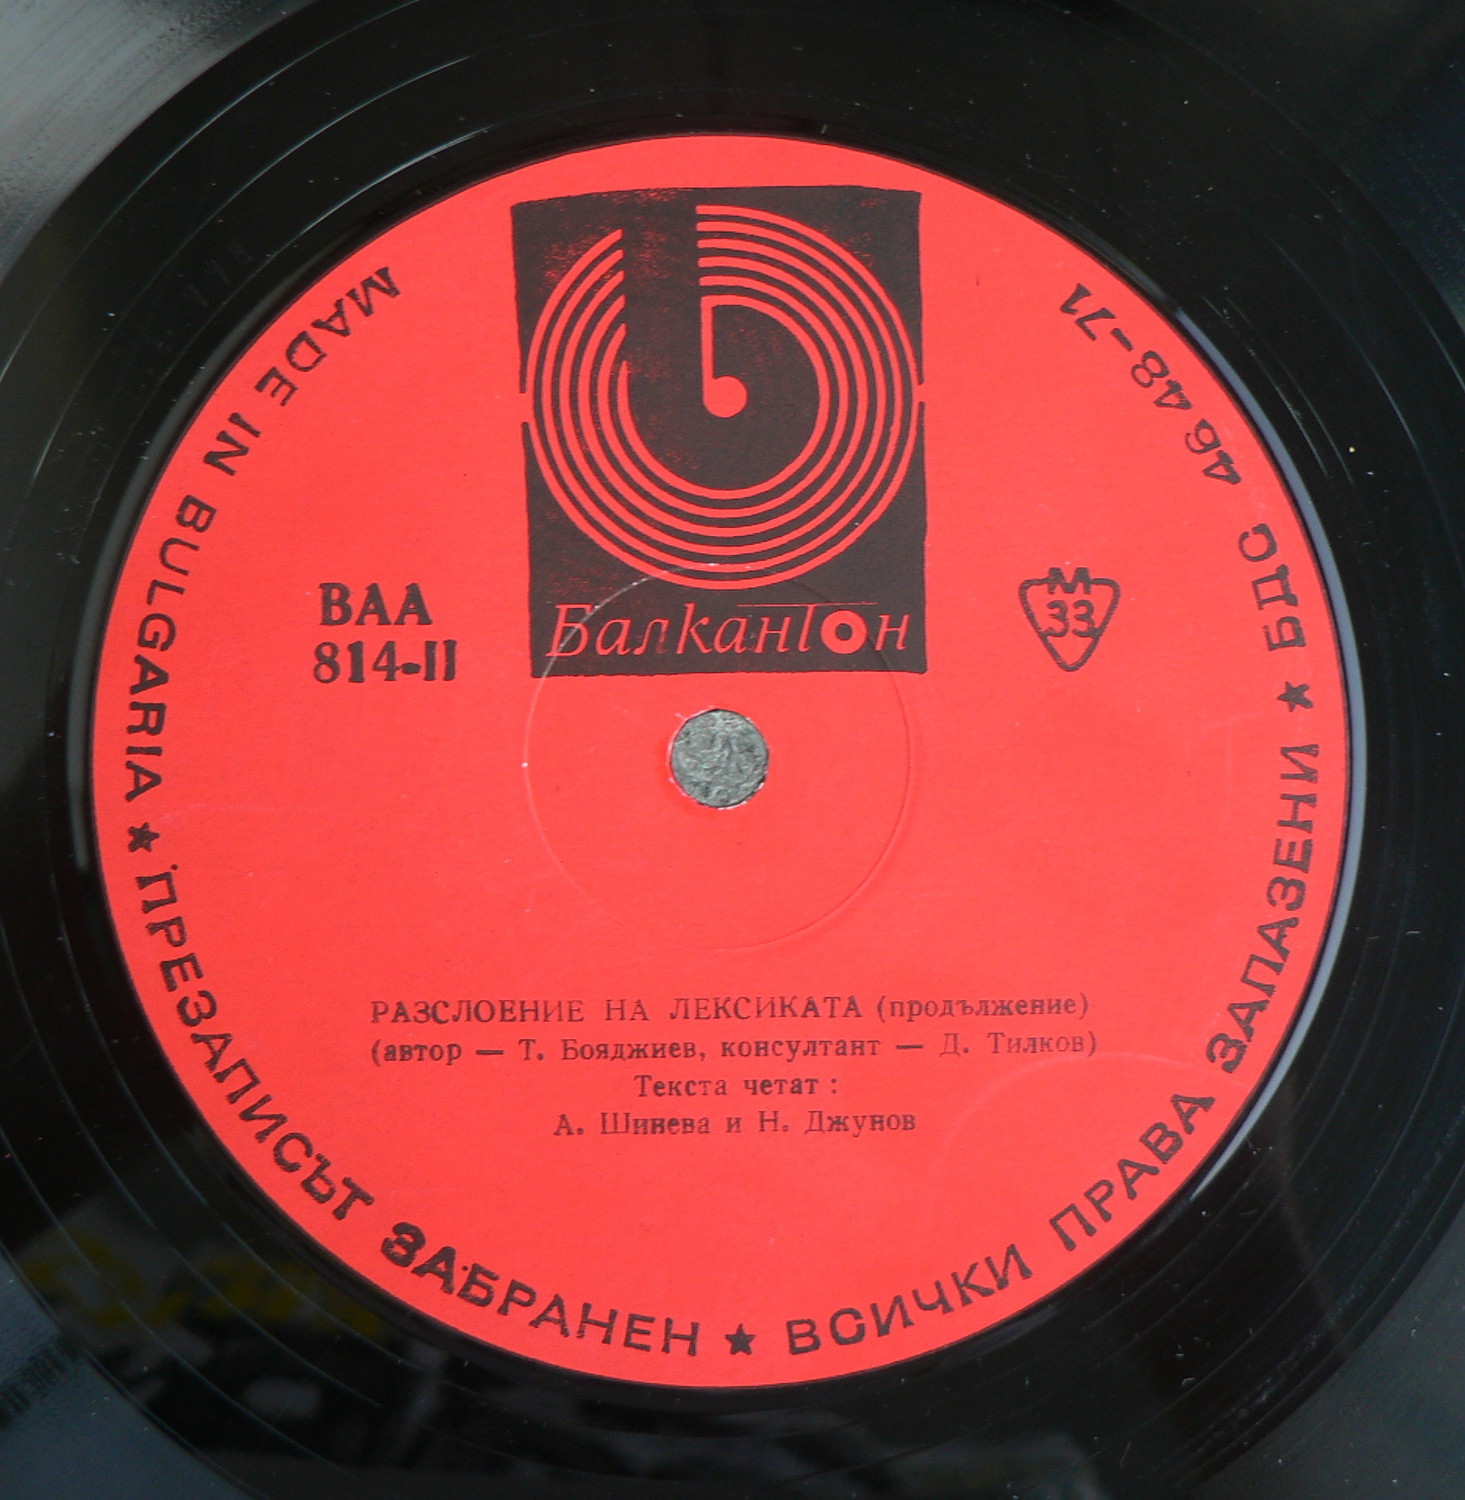 Балкантон
ВАА
814-II
М
33
РАЗСЛОЕНИЕ НА ЛЕКСИКАТА (продължение)
(автор — Т. Бояджиев, консултант — Д. Тилков)
Текста четат :
А. Шинева и Н. Джунов
MADE IN BULGARIA ★ ПРЕЗАПИСЪТ ЗАБРАНЕН ★ ВСИЧКИ ПРАВА ЗАПАЗЕНИ ★ БДС 4648-71